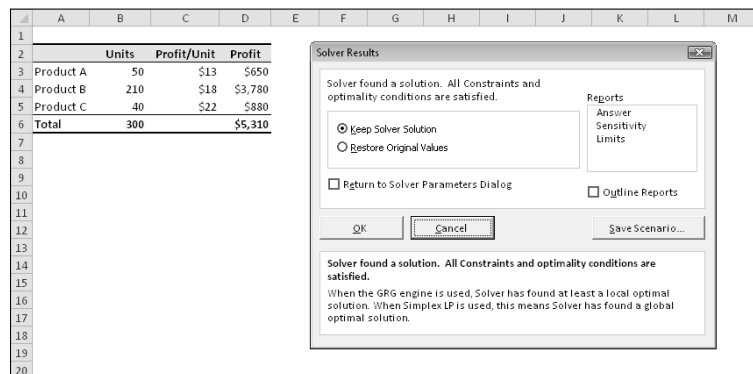 A B C D E F G H I J K L M
1
2 Units Profit/Unit Profit
3 Product A 50 $13 $650
4 Product B 210 $18 $3,780
5 Product C 40 $22 $880
6 Total 300 $5,310
7
8
9
10
11
12
13
14
15
16
17
18
19
20
Solver Results
Solver found a solution. All Constraints and
optimality conditions are satisfied.
Keep Solver Solution
Restore Original Values
Reports
Answer
Sensitivity
Limits
Return to Solver Parameters Dialog
Outline Reports
OK
Cancel
Save Scenario...
Solver found a solution. All Constraints and optimality conditions are
satisfied.
When the GRG engine is used, Solver has found at least a local optimal
solution. When Simplex LP is used, this means Solver has found a global
optimal solution.